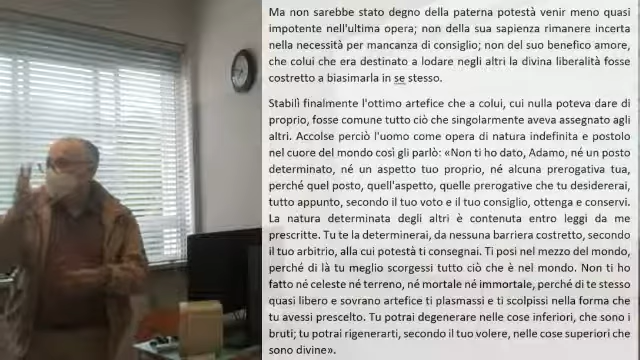 Ma non sarebbe stato degno della paterna potestà venir meno quasi
impotente nell'ultima opera; non della sua sapienza rimanere incerta
nella necessità per mancanza di consiglio; non del suo benefico amore,
che colui che era destinato a lodare negli altri la divina liberalità fosse
costretto a biasimarla in se stesso.
Stabilì finalmente l'ottimo artefice che a colui, cui nulla poteva dare di
proprio, fosse comune tutto ciò che singolarmente aveva assegnato agli
altri. Accolse perciò l'uomo come opera di natura indefinita e postolo
nel cuore del mondo così gli parlò: «Non ti ho dato, Adamo, né un posto
determinato, né un aspetto tuo proprio, né alcuna prerogativa tua,
perché quel posto, quell'aspetto, quelle prerogative che tu desidererai,
tutto appunto, secondo il tuo voto e il tuo consiglio, ottenga e conservi.
La natura determinata degli altri è contenuta entro leggi da me
prescritte. Tu te la determinerai, da nessuna barriera costretto, secondo
il tuo arbitrio, alla cui potestà ti consegnai. Ti posi nel mezzo del mondo,
perché di là tu meglio scorgessi tutto ciò che è nel mondo. Non ti ho
fatto né celeste né terreno, né mortale né immortale, perché di te stesso
quasi libero e sovrano artefice ti plasmassi e ti scolpissi nella forma che
tu avessi prescelto. Tu potrai degenerare nelle cose inferiori, che sono i
bruti; tu potrai rigenerarti, secondo il tuo volere, nelle cose superiori che
sono divine».